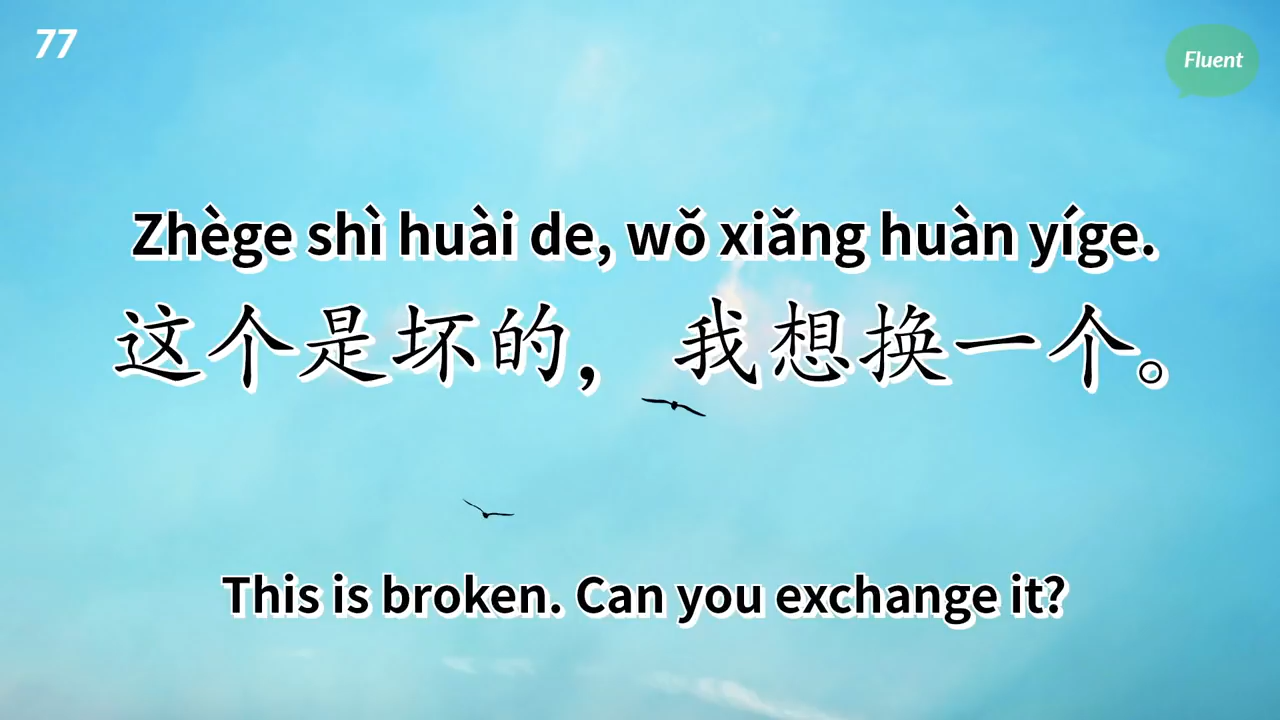 77
Fluent
Zhège shì huài de, wǒ xiǎng huàn yíge.
这个是坏的，我想换一个。
This is broken. Can you exchange it?